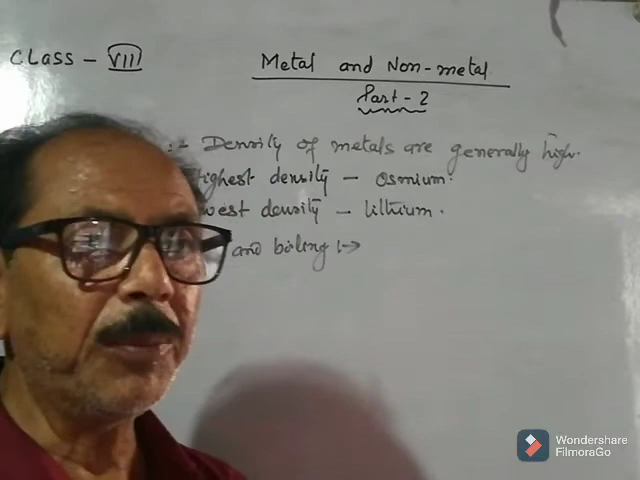 CLASS - VIII
Metal and Non-metal
Part - 2
:- Density of metals are generally high.
ighest density - Osmium.
west density - lithium.
and boiling :->
Wondershare
FilmoraGo